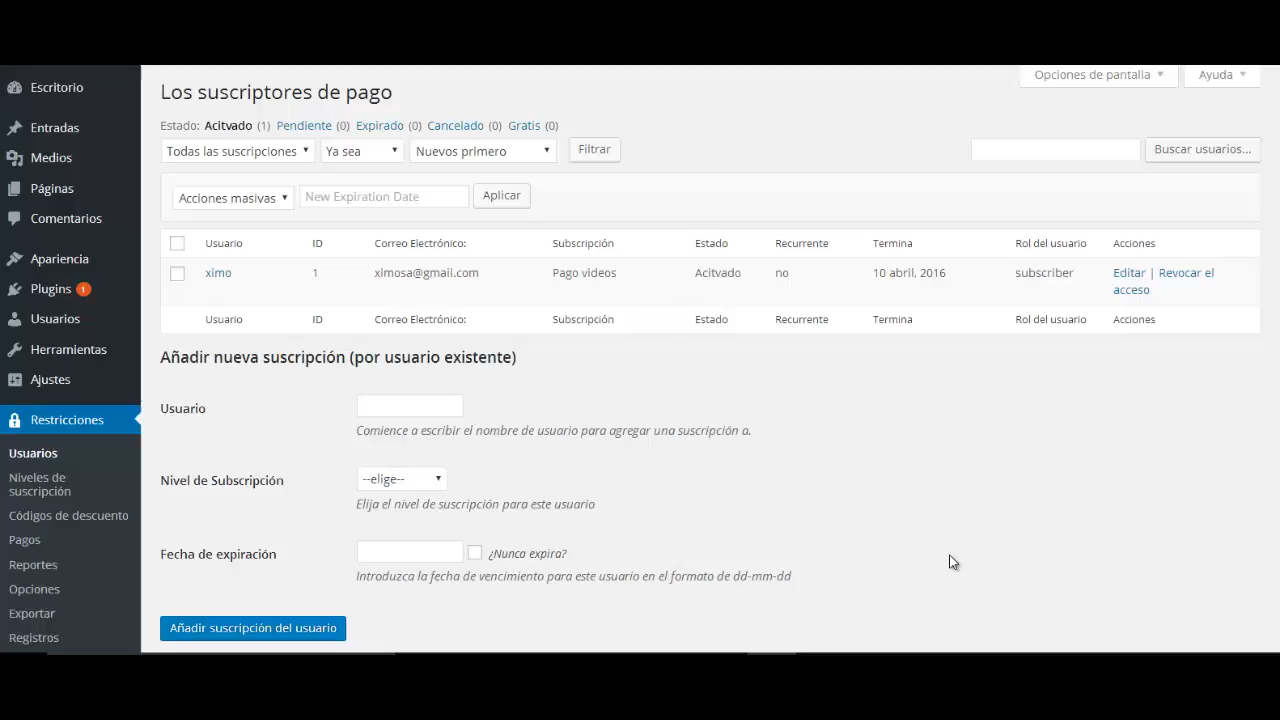 Escritorio
Entradas
Medios
Páginas
Comentarios
Apariencia
Plugins 1
Usuarios
Herramientas
Ajustes
Restricciones
Usuarios
Niveles de
suscripción
Códigos de descuento
Pagos
Reportes
Opciones
Exportar
Registros
Opciones de pantalla Ayuda
Los suscriptores de pago
Estado: Acitvado (1) Pendiente (0) Expirado (0) Cancelado (0) Gratis (0)
Todas las suscripciones Ya sea Nuevos primero Filtrar Buscar usuarios...
Acciones masivas New Expiration Date Aplicar
Usuario ID Correo Electrónico: Subscripción Estado Recurrente Termina Rol del usuario Acciones
ximo 1 ximosa@gmail.com Pago videos Acitvado no 10 abril, 2016 subscriber Editar | Revocar el
acceso
Usuario ID Correo Electrónico: Subscripción Estado Recurrente Termina Rol del usuario Acciones
Añadir nueva suscripción (por usuario existente)
Usuario
Comience a escribir el nombre de usuario para agregar una suscripción a.
Nivel de Subscripción --elige--
Elija el nivel de suscripción para este usuario
Fecha de expiración ¿Nunca expira?
Introduzca la fecha de vencimiento para este usuario en el formato de dd-mm-dd
Añadir suscripción del usuario